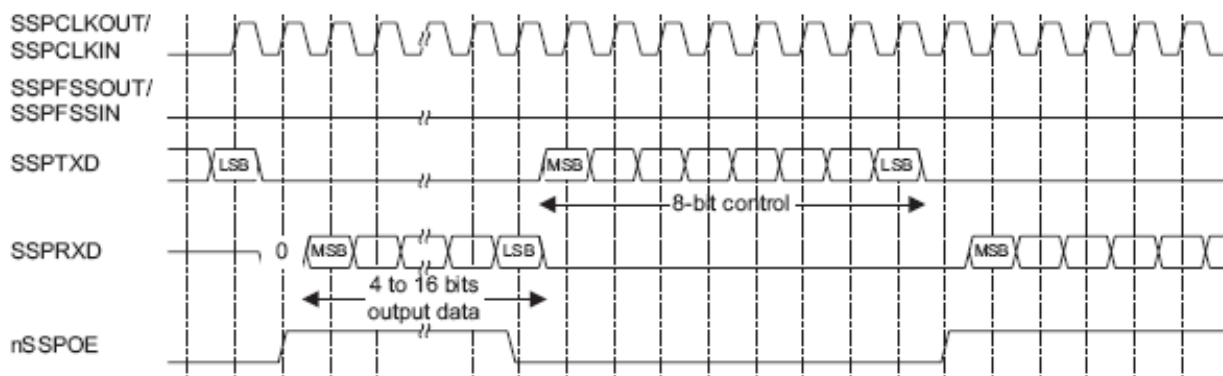 SSPCLKOUT/
SSPCLKIN
SSPFSSOUT/
SSPFSSIN
SSPTXD
LSB
MSB
LSB
8-bit control
SSPRXD
0
MSB
LSB
MSB
4 to 16 bits
output data
nSSPOE